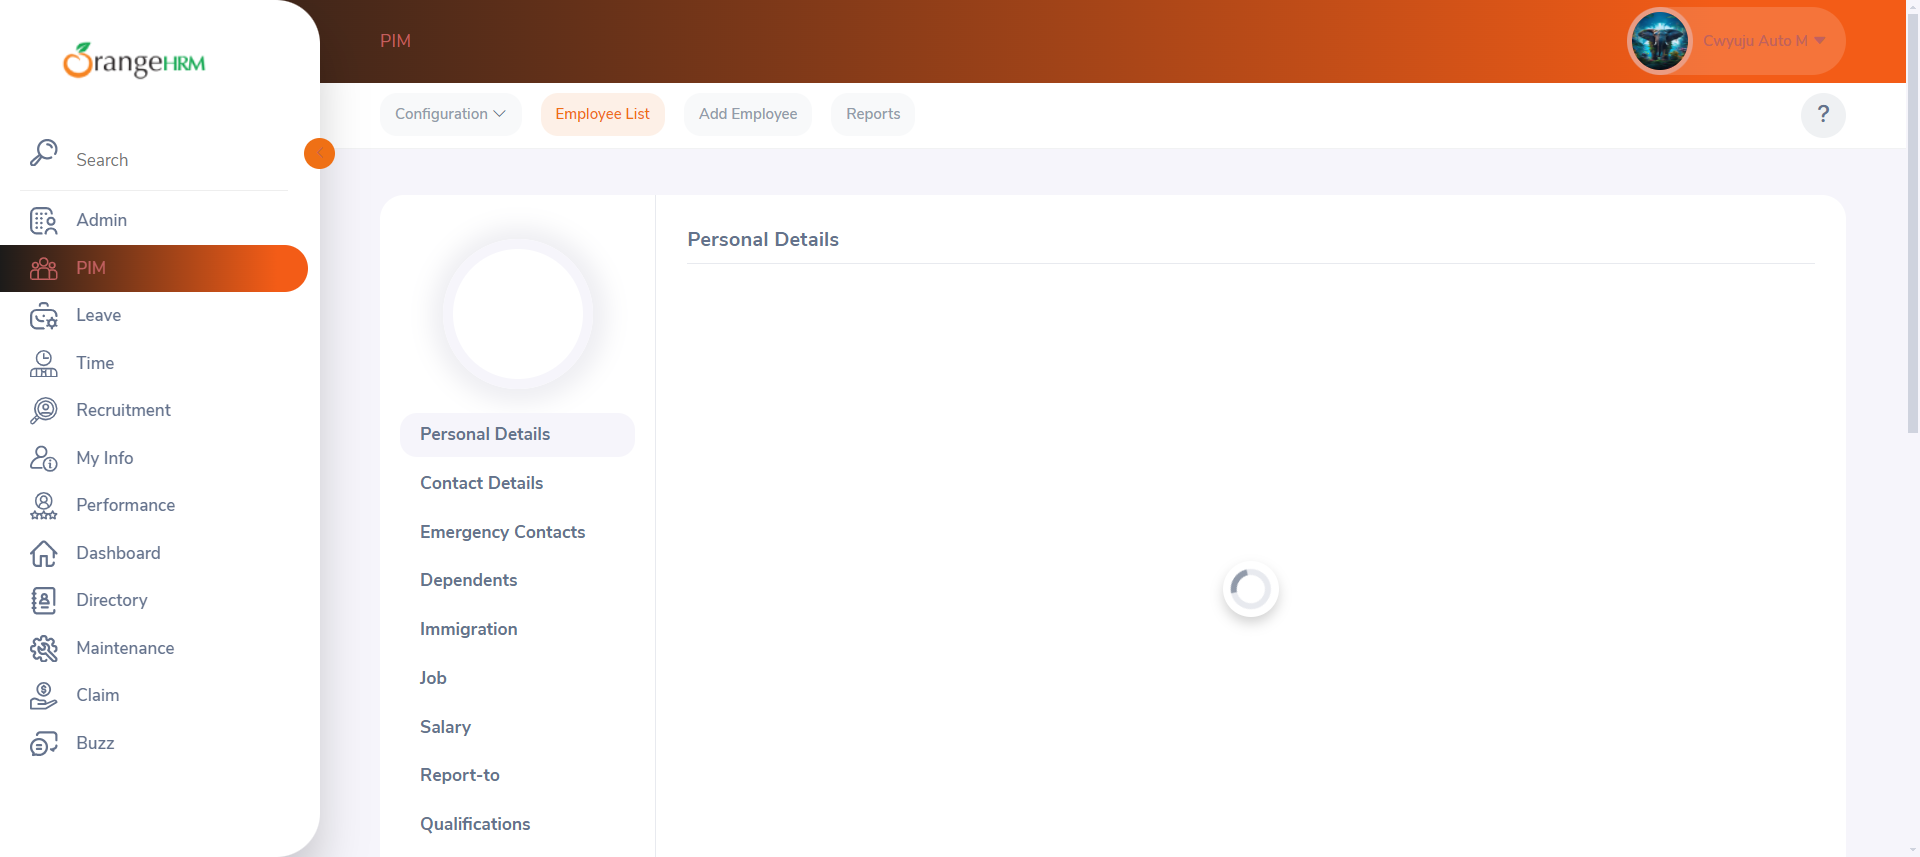 OrangeHRM
PIM
Cwyuju Auto M
Configuration
Employee List
Add Employee
Reports
?
Search
Admin
PIM
Leave
Time
Recruitment
My Info
Performance
Dashboard
Directory
Maintenance
Claim
Buzz
Personal Details
Contact Details
Emergency Contacts
Dependents
Immigration
Job
Salary
Report-to
Qualifications
Personal Details